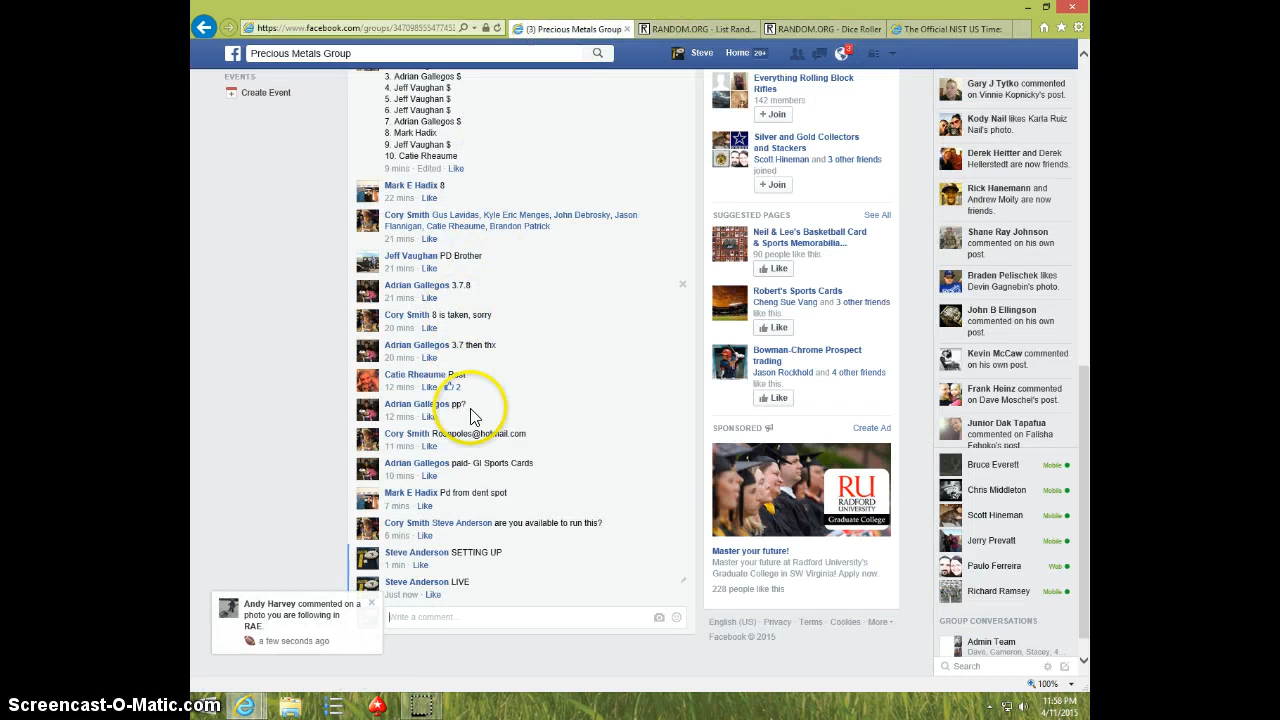 https://www.facebook.com/groups/347098555477453
(3) Precious Metals Group
RANDOM.ORG - List Rand...
RANDOM.ORG - Dice Roller
The Official NIST US Time:
Precious Metals Group
Steve
Home 20+
3
EVENTS
Create Event
3. Adrian Gallegos $
4. Jeff Vaughan $
5. Jeff Vaughan $
6. Jeff Vaughan $
7. Adrian Gallegos $
8. Mark Hadix
9. Jeff Vaughan $
10. Catie Rheaume
9 mins · Edited · Like
Mark E Hadix 8
22 mins · Like
Cory Smith Gus Lavidas, Kyle Eric Menges, John Debrosky, Jason
Flannigan, Catie Rheaume, Brandon Patrick
21 mins · Like
Jeff Vaughan PD Brother
21 mins · Like
Adrian Gallegos 3.7.8
21 mins · Like
Cory Smith 8 is taken, sorry
20 mins · Like
Adrian Gallegos 3.7 then thx
20 mins · Like
Catie Rheaume
12 mins · Like · 2
Adrian Gallegos pp?
12 mins · Like
Cory Smith
11 mins · Like
Adrian Gallegos paid- GI Sports Cards
10 mins · Like
Mark E Hadix Pd from dent spot
7 mins · Like
Cory Smith Steve Anderson are you available to run this?
6 mins · Like
Steve Anderson SETTING UP
1 min · Like
Steve Anderson LIVE
Just now · Like
Write a comment...
Andy Harvey commented on a
photo you are following in
RAE.
a few seconds ago
Everything Rolling Block
Rifles
142 members
+ Join
Silver and Gold Collectors
and Stackers
Scott Hineman and 3 other friends
joined
+ Join
SUGGESTED PAGES
See All
Neil & Lee's Basketball Card
& Sports Memorabilia...
90 people like this.
Like
Robert's Sports Cards
Cheng Sue Vang and 3 other friends
like this.
Like
Bowman-Chrome Prospect
trading
Jason Rockhold and 4 other friends
like this.
Like
SPONSORED
Create Ad
RU
RADFORD
UNIVERSITY
Graduate College
Master your future!
Master your future at Radford University's
Graduate College in SW Virginia! Apply now.
228 people like this
English (US) · Privacy · Terms · Cookies · More
Facebook © 2015
Gary J Tytko commented
on Vinnie Kopnicky's post.
Kody Nail likes Karla Ruiz
Nail's photo.
Derek Heitter and Derek
Hellerstedt are now friends.
Rick Hanemann and
Andrew Moity are now
friends.
Shane Ray Johnson
commented on his own
post.
Braden Pelischek likes
Devin Gagnebin's photo.
John B Ellingson
commented on his own
post.
Kevin McCaw commented
on his own post.
Frank Heinz commented
on Dave Moschel's post.
Junior Dak Tapafua
commented on Falisha
Bruce Everett Mobile
Chris Middleton Mobile
Scott Hineman Mobile
Jerry Prevatt Mobile
Paulo Ferreira Web
Richard Ramsey Mobile
GROUP CONVERSATIONS
Admin Team
Dave, Cameron, Stacey, 4...
Search
100%
11:58 PM
4/11/2015
Screencast-O-Matic.com